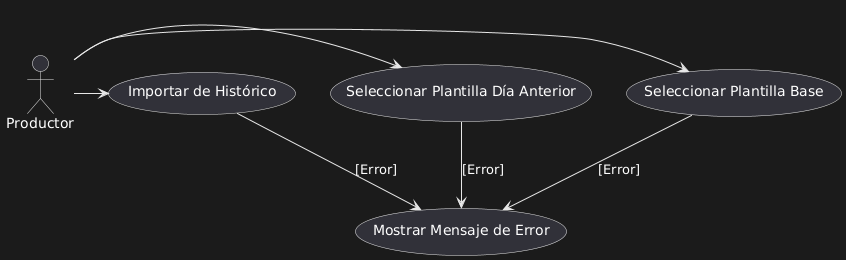 Productor
Importar de Histórico
Seleccionar Plantilla Día Anterior
Seleccionar Plantilla Base
[Error]
[Error]
[Error]
Mostrar Mensaje de Error